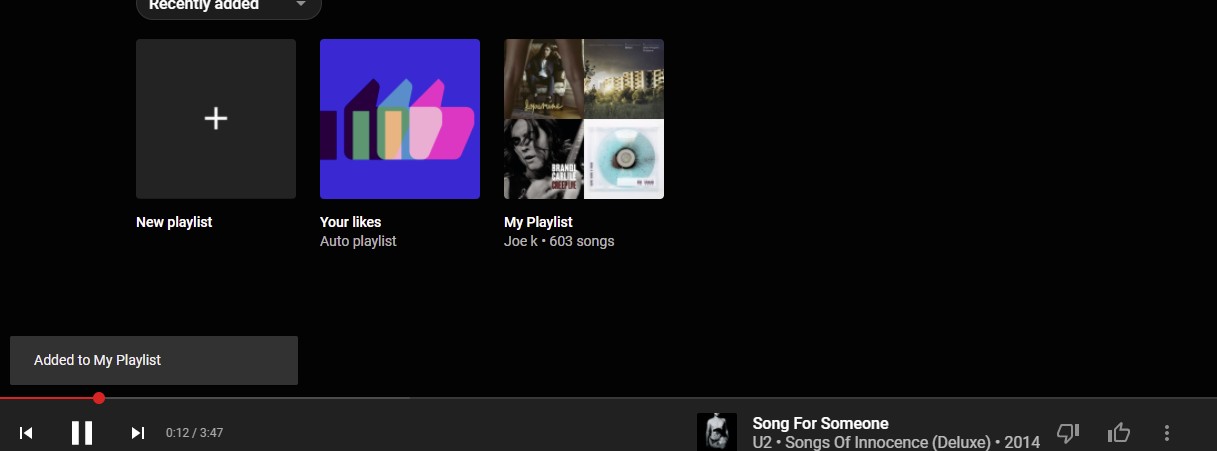 Recently added
BRANDI
CARLILE
New playlist
Your likes
Auto playlist
My Playlist
Joe k • 603 songs
Added to My Playlist
0:12 / 3:47
Song For Someone
U2 • Songs Of Innocence (Deluxe) • 2014